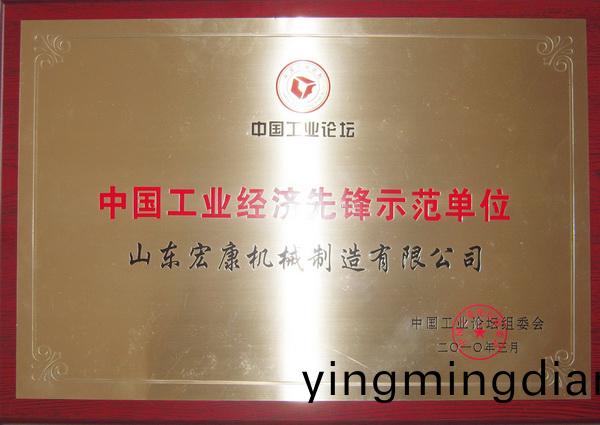 中国工业论坛
中国工业经济先锋示范单位
山东宏康机械制造有限公司
中国工业论坛组委会
二〇一〇年三月
yingmingdian